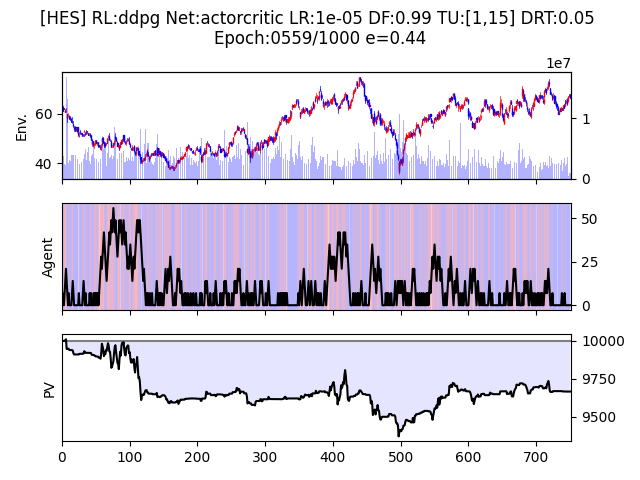 [HES] RL:ddpg Net:actorcritic LR:1e-05 DF:0.99 TU:[1,15] DRT:0.05
Epoch:0559/1000 e=0.44
1e7
Env.
60
40
1
0
Agent
50
25
0
PV
10000
9750
9500
0 100 200 300 400 500 600 700